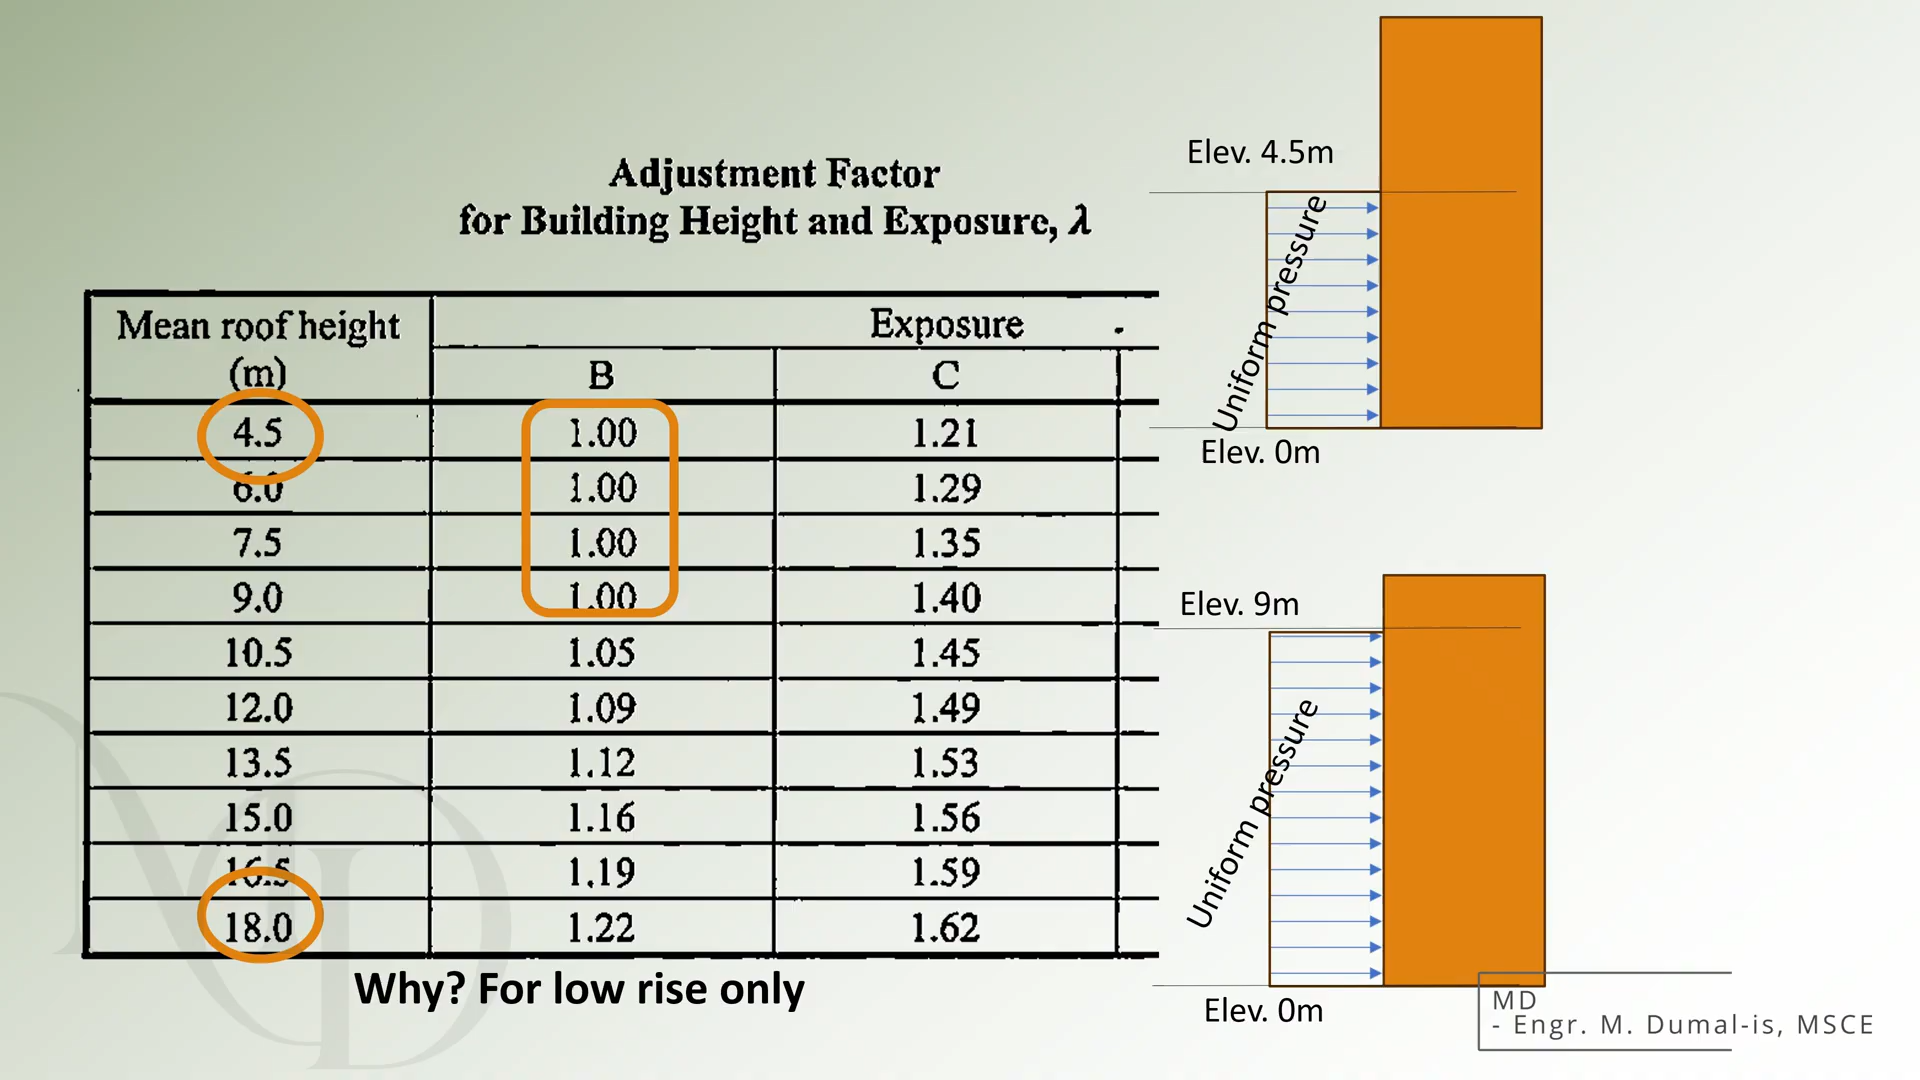 Adjustment Factor
for Building Height and Exposure, λ
Mean roof height
(m)
Exposure
B C
4.5 1.00 1.21
6.0 1.00 1.29
7.5 1.00 1.35
9.0 1.00 1.40
10.5 1.05 1.45
12.0 1.09 1.49
13.5 1.12 1.53
15.0 1.16 1.56
16.5 1.19 1.59
18.0 1.22 1.62
Why? For low rise only
Elev. 4.5m
Uniform pressure
Elev. 0m
Elev. 9m
Uniform pressure
Elev. 0m
MD
- Engr. M. Dumal-is, MSCE